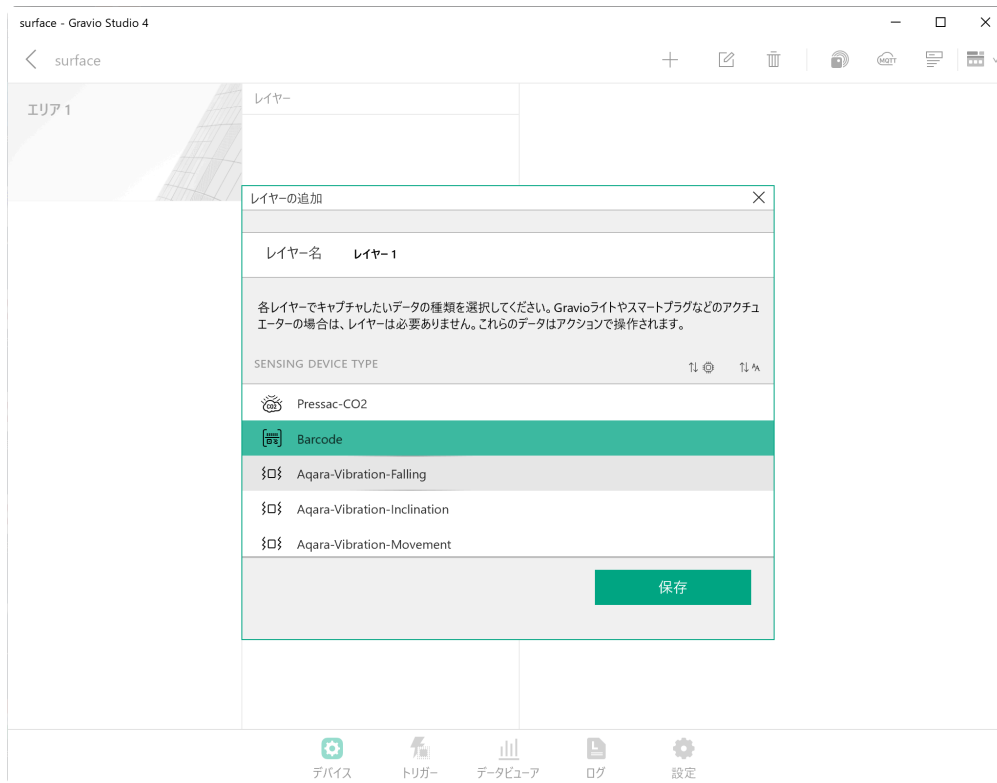 surface - Gravio Studio 4
surface
MQTT
エリア 1
レイヤー
レイヤーの追加
レイヤー名
レイヤー 1
各レイヤーでキャプチャしたいデータの種類を選択してください。Gravioライトやスマートプラグなどのアクチュ
エーターの場合は、レイヤーは必要ありません。これらのデータはアクションで操作されます。
SENSING DEVICE TYPE
CO2
Pressac-CO2
Barcode
Aqara-Vibration-Falling
Aqara-Vibration-Inclination
Aqara-Vibration-Movement
保存
デバイス
トリガー
データビューア
ログ
設定